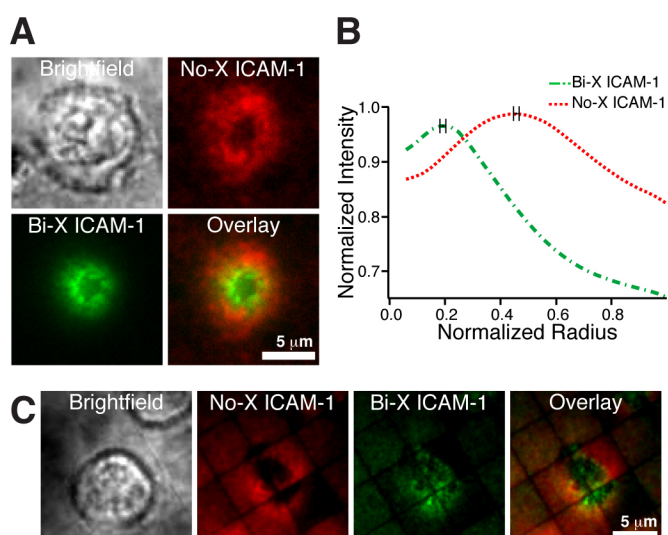 A
Brightfield
No-X ICAM-1
Bi-X ICAM-1
Overlay
5 μm
B
Bi-X ICAM-1
No-X ICAM-1
Normalized Intensity
1.0
0.9
0.8
0.7
0.0 0.2 0.4 0.6 0.8
Normalized Radius
C
Brightfield
No-X ICAM-1
Bi-X ICAM-1
Overlay
5 μm